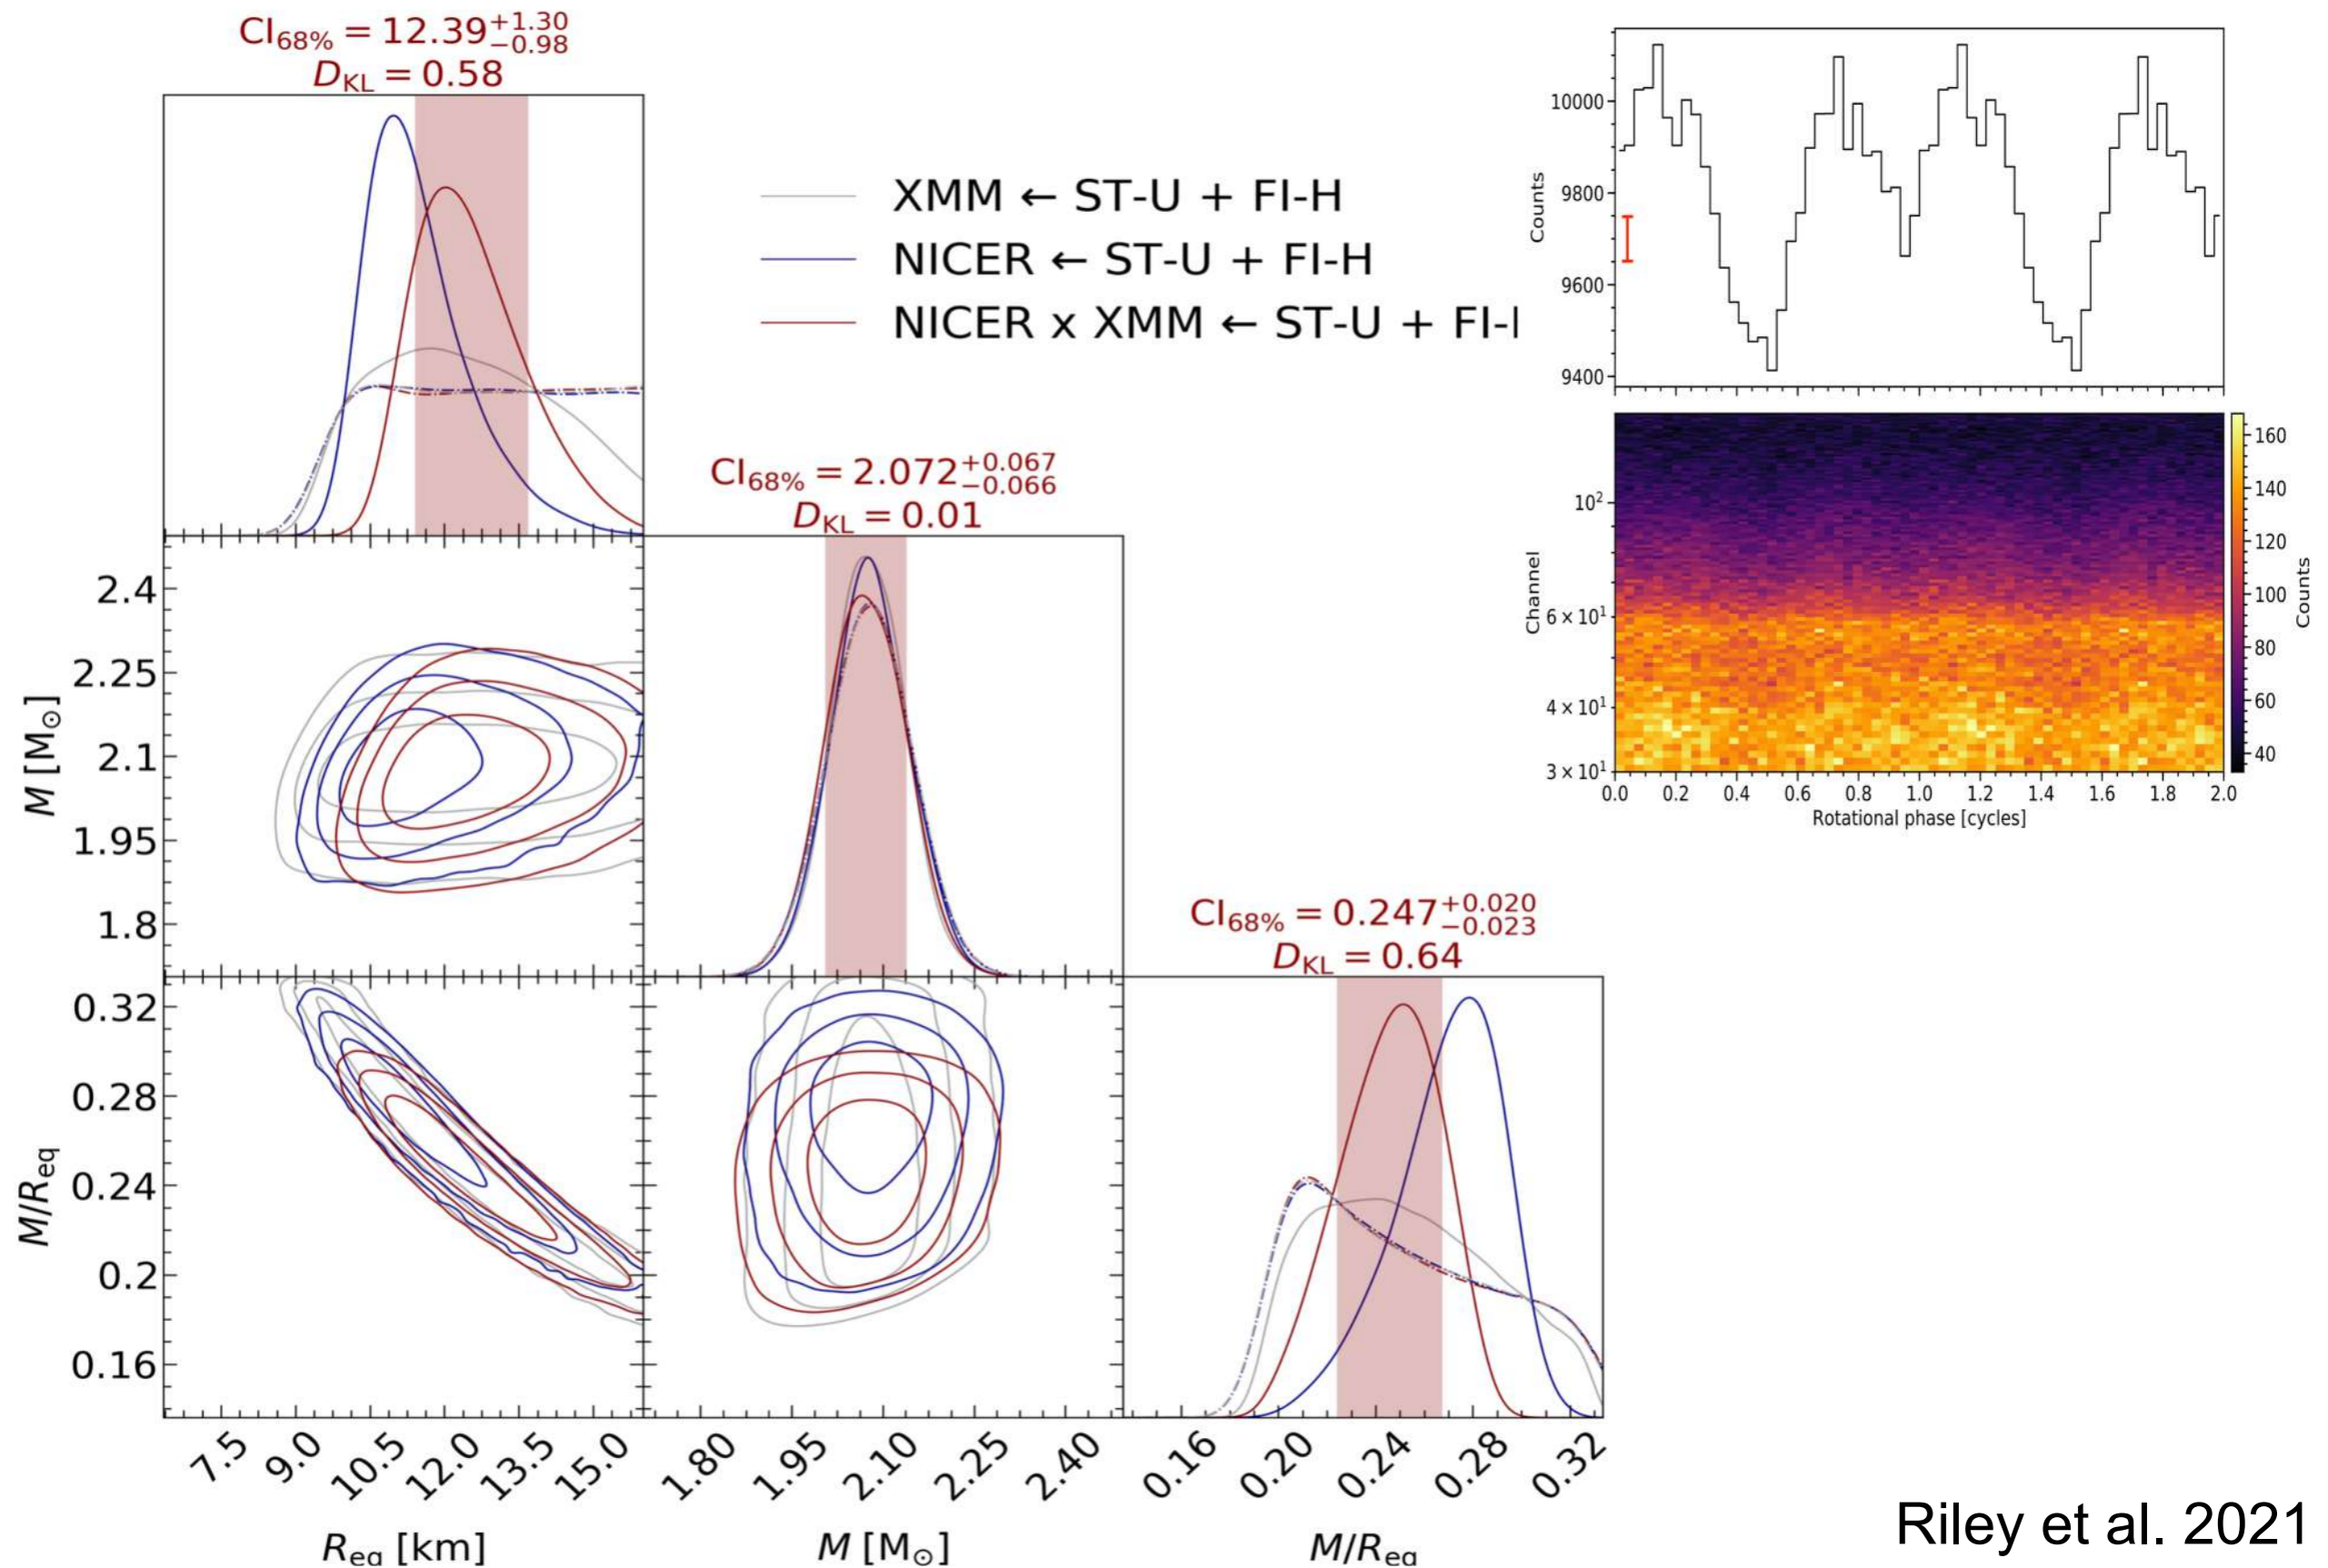 CI68% = 12.39+1.30−0.98
DKL = 0.58
XMM ← ST-U + FI-H
NICER ← ST-U + FI-H
NICER x XMM ← ST-U + FI-
CI68% = 2.072+0.067−0.066
DKL = 0.01
CI68% = 0.247+0.020−0.023
DKL = 0.64
M [M⊙]
2.4
2.25
2.1
1.95
1.8
M/Req
0.32
0.28
0.24
0.2
0.16
7.5 9.0 10.5 12.0 13.5 15.0
Req [km]
1.80 1.95 2.10 2.25 2.40
M [M⊙]
0.16 0.20 0.24 0.28 0.32
M/Req
Counts
10000
9800
9600
9400
Channel
10²
6 × 10¹
4 × 10¹
3 × 10¹
0.0 0.2 0.4 0.6 0.8 1.0 1.2 1.4 1.6 1.8 2.0
Rotational phase [cycles]
160
140
120
100
80
60
40
Counts
Riley et al. 2021